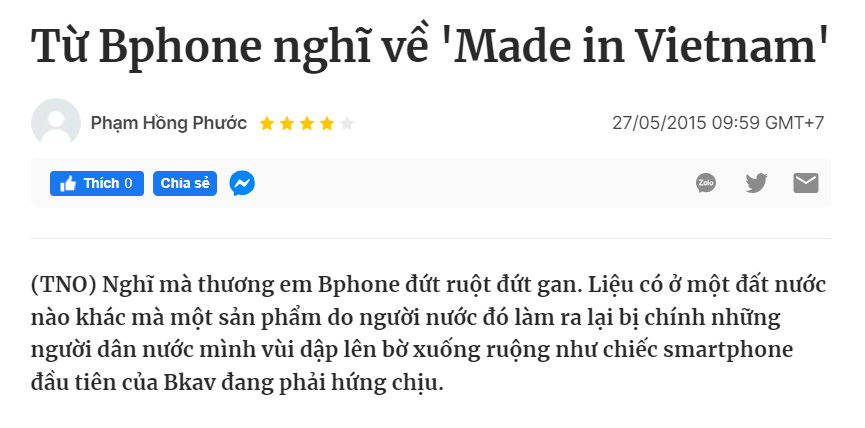 Từ Bphone nghĩ về 'Made in Vietnam'
Phạm Hồng Phước
27/05/2015 09:59 GMT+7
Thích 0
Chia sẻ
Zalo
(TNO) Nghĩ mà thương em Bphone đứt ruột đứt gan. Liệu có ở một đất nước
nào khác mà một sản phẩm do người nước đó làm ra lại bị chính những
người dân nước mình vùi dập lên bờ xuống ruộng như chiếc smartphone
đầu tiên của Bkav đang phải hứng chịu.